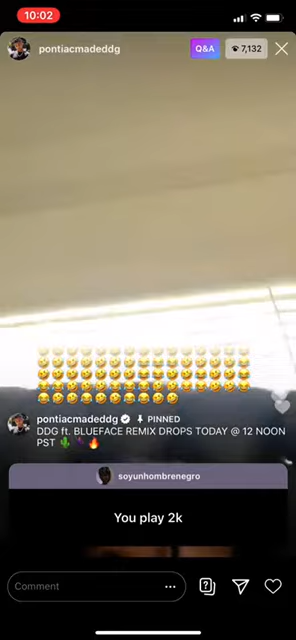 10:02
pontiacmadeddg
Q&A
7,132
pontiacmadeddg PINNED
DDG ft. BLUEFACE REMIX DROPS TODAY @ 12 NOON
PST 🌵🍆🔥
soyunhombrenegro
You play 2k
Comment